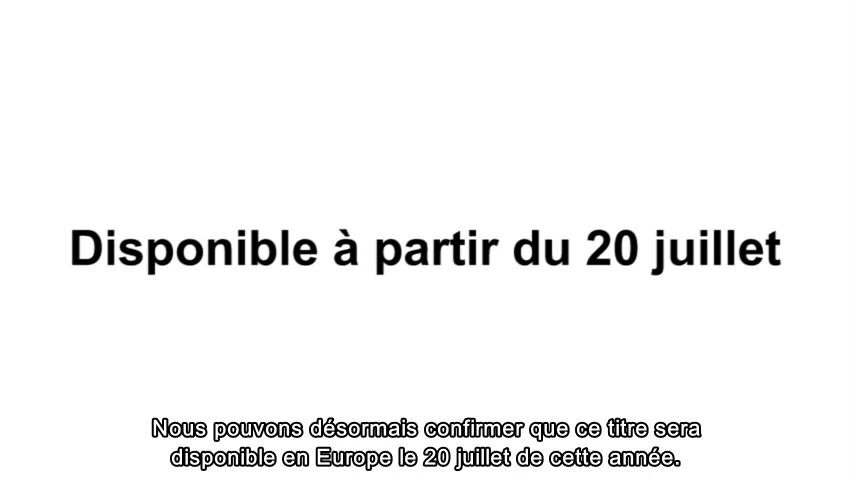 Disponible à partir du 20 juillet
Nous pouvons désormais confirmer que ce titre sera
disponible en Europe le 20 juillet de cette année.